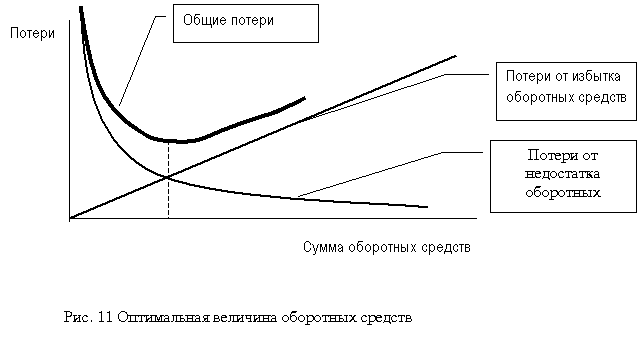 Потери
Общие потери
Потери от избытка
оборотных средств
Потери от
недостатка
оборотных
Сумма оборотных средств
Рис. 11 Оптимальная величина оборотных средств